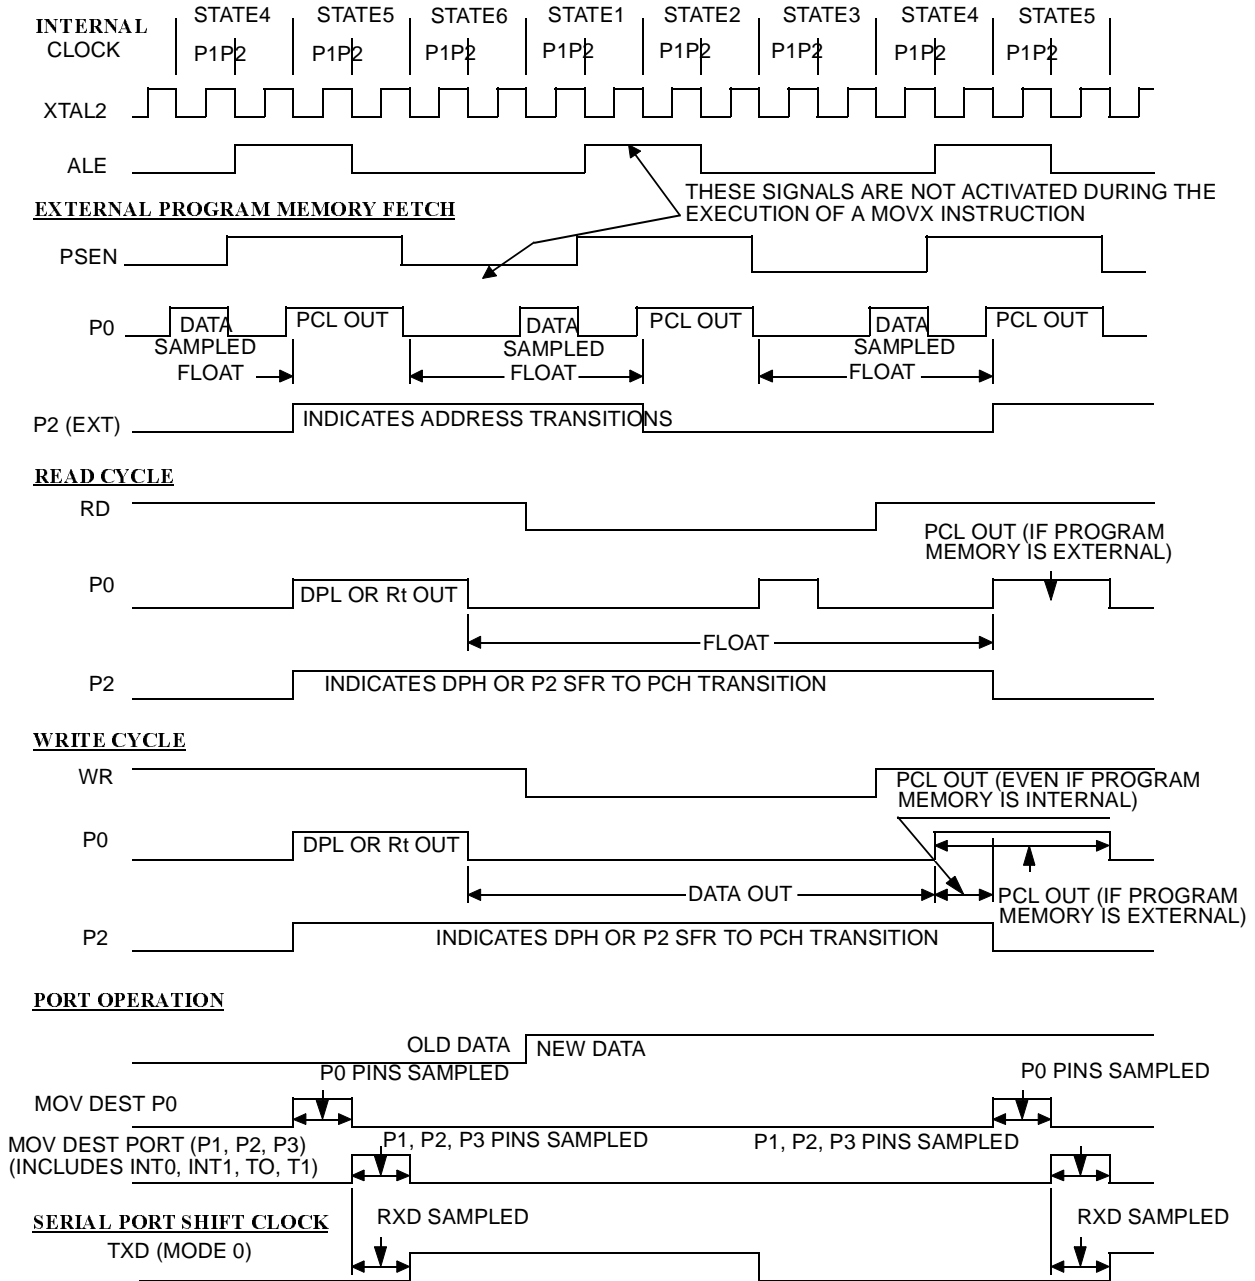 INTERNAL
CLOCK
STATE4 STATE5 STATE6 STATE1 STATE2 STATE3 STATE4 STATE5
P1P2 P1P2 P1P2 P1P2 P1P2 P1P2 P1P2 P1P2
XTAL2
ALE
THESE SIGNALS ARE NOT ACTIVATED DURING THE
EXECUTION OF A MOVX INSTRUCTION
EXTERNAL PROGRAM MEMORY FETCH
PSEN
P0
DATA
SAMPLED
FLOAT
PCL OUT
DATA
SAMPLED
FLOAT
PCL OUT
DATA
SAMPLED
FLOAT
PCL OUT
P2 (EXT)
INDICATES ADDRESS TRANSITIONS
READ CYCLE
RD
PCL OUT (IF PROGRAM
MEMORY IS EXTERNAL)
P0
DPL OR Rt OUT
FLOAT
P2
INDICATES DPH OR P2 SFR TO PCH TRANSITION
WRITE CYCLE
WR
PCL OUT (EVEN IF PROGRAM
MEMORY IS INTERNAL)
P0
DPL OR Rt OUT
DATA OUT
PCL OUT (IF PROGRAM
MEMORY IS EXTERNAL)
P2
INDICATES DPH OR P2 SFR TO PCH TRANSITION
PORT OPERATION
OLD DATA NEW DATA
P0 PINS SAMPLED P0 PINS SAMPLED
MOV DEST P0
MOV DEST PORT (P1, P2, P3)
(INCLUDES INT0, INT1, TO, T1)
P1, P2, P3 PINS SAMPLED P1, P2, P3 PINS SAMPLED
SERIAL PORT SHIFT CLOCK
RXD SAMPLED RXD SAMPLED
TXD (MODE 0)